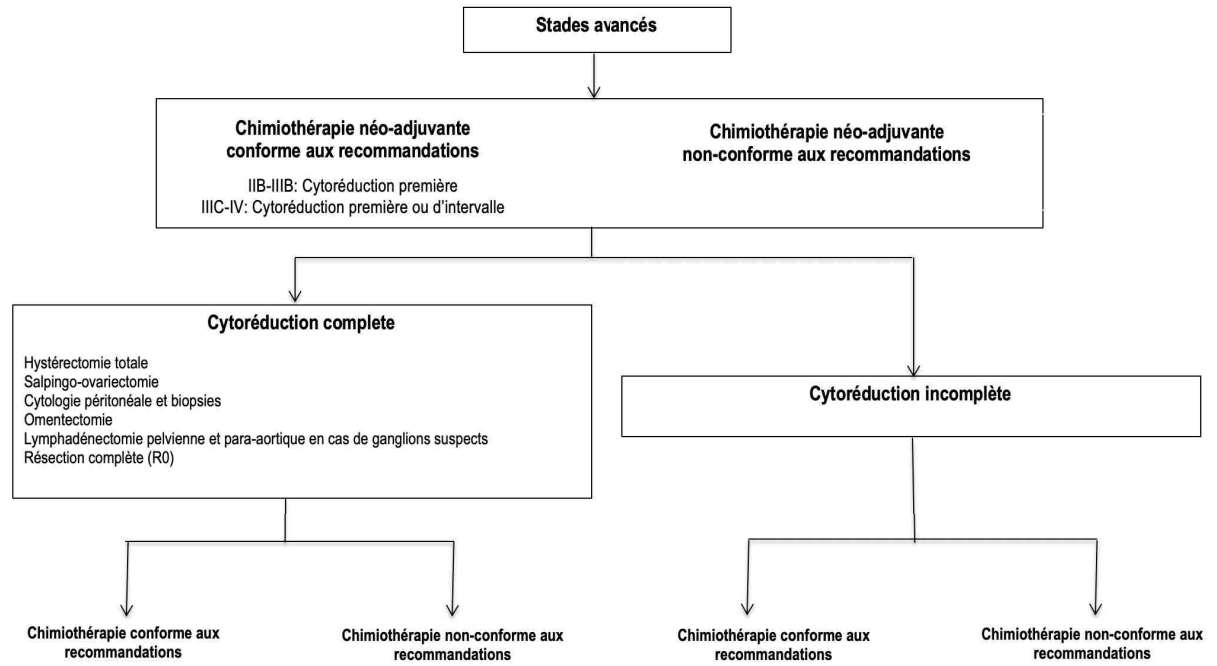 Stades avancés
Chimiothérapie néo-adjuvante
conforme aux recommandations
IIB-IIIB: Cytoréduction première
IIIC-IV: Cytoréduction première ou d'intervalle
Chimiothérapie néo-adjuvante
non-conforme aux recommandations
Cytoréduction complete
Hystérectomie totale
Salpingo-ovariectomie
Cytologie péritonéale et biopsies
Omentectomie
Lymphadénectomie pelvienne et para-aortique en cas de ganglions suspects
Résection complète (R0)
Cytoréduction incomplète
Chimiothérapie conforme aux
recommandations
Chimiothérapie non-conforme aux
recommandations
Chimiothérapie conforme aux
recommandations
Chimiothérapie non-conforme aux
recommandations